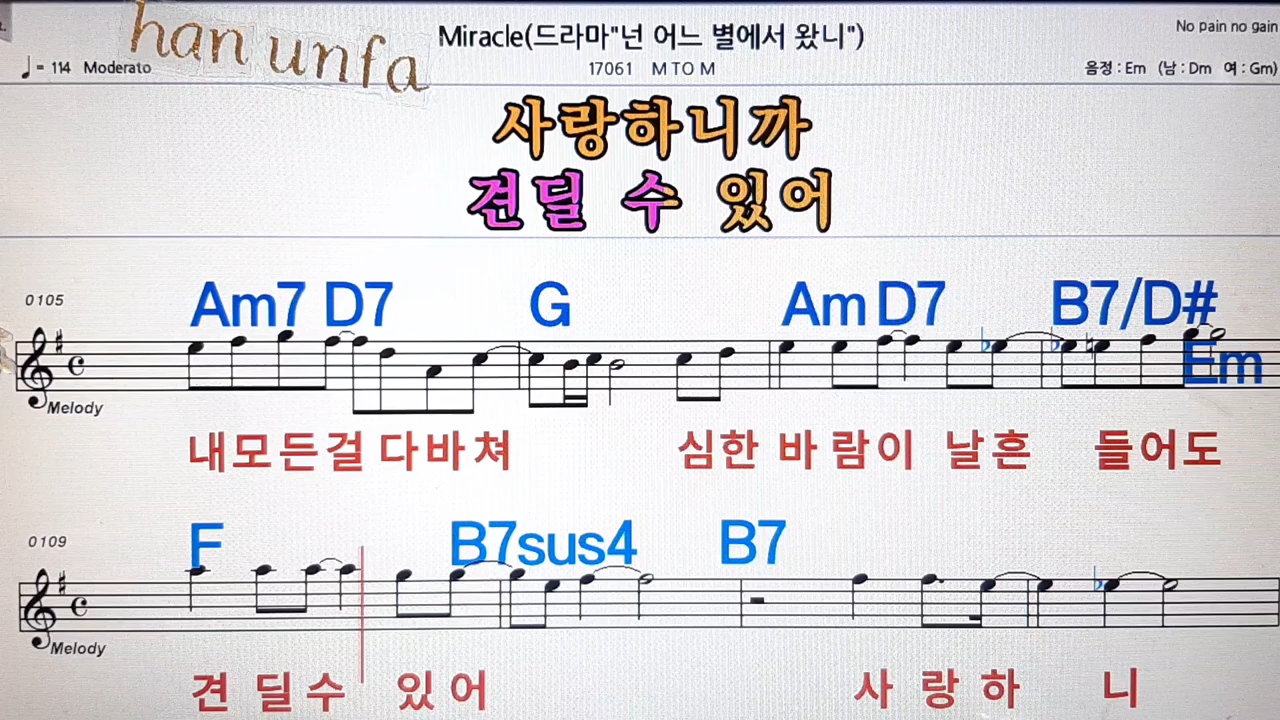 han unfa
Miracle(드라마"넌 어느 별에서 왔니")
No pain no gain
♩= 114 Moderato
17061 M TO M
음정 : Em (남 : Dm 여 : Gm)
사랑하니까
견딜 수 있어
0105
Am7 D7 G Am D7 B7/D# Em
Melody
내모든걸 다바쳐 심한 바람이 날흔 들어도
0109
F B7sus4 B7
Melody
견 딜수 있어 사랑하 니